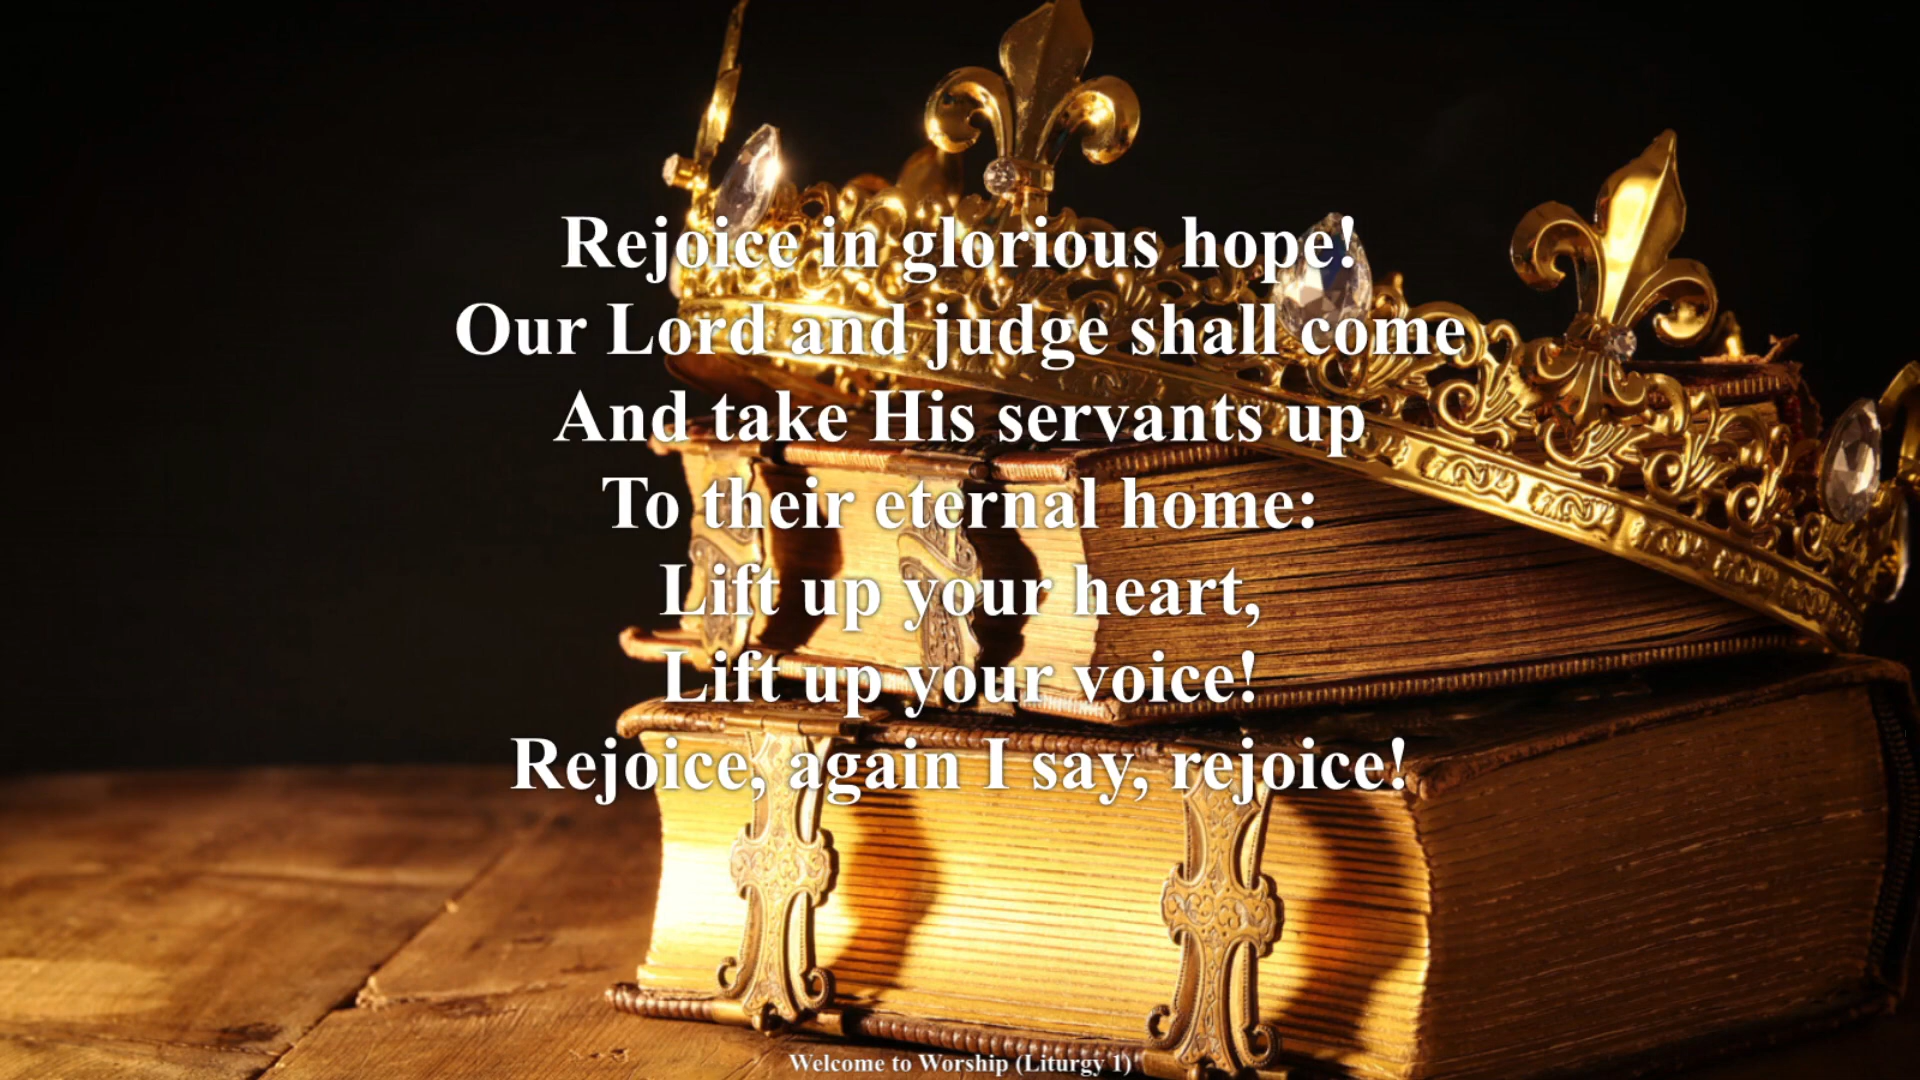 Rejoice in glorious hope!
Our Lord and judge shall come
And take His servants up
To their eternal home:
Lift up your heart,
Lift up your voice!
Rejoice, again I say, rejoice!
Welcome to Worship (Liturgy 1)